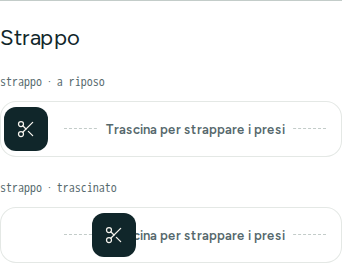 Strappo
strappo · a riposo
Trascina per strappare i presi
strappo · trascinato
cina per strappare i presi